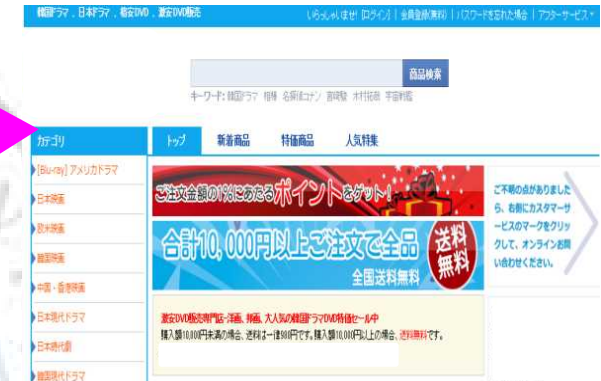 韓国ドラマ , 日本ドラマ , 格安DVD , 激安DVD販売
いらっしゃいませ! [ログイン] | 会員登録(無料) | パスワードを忘れた場合 | アフターサービス
商品検索
キーワード: 韓国ドラマ 相棒 名探偵コナン 宮崎駿 木村拓哉 宇宙戦艦
カテゴリ
トップ 新着商品 特価商品 人気特集
[Blu-ray] アメリカドラマ
日本映画
欧米映画
韓国映画
中国・香港映画
日本現代ドラマ
日本時代劇
韓国現代ドラマ
ご注文金額の1%にあたるポイントをゲット!
合計10,000円以上ご注文で全品
送料
無料
全国送料無料
ご不明の点がありました
ら、右側にカスタマーサ
ービスのマークをクリッ
クして、オンラインお問
い合わせください。
激安DVD販売専門店-洋画、邦画、大人気の韓国ドラマDVD特価セール中
購入額10,000円未満の場合、送料は一律900円です。購入額10,000円以上の場合、送料無料です。